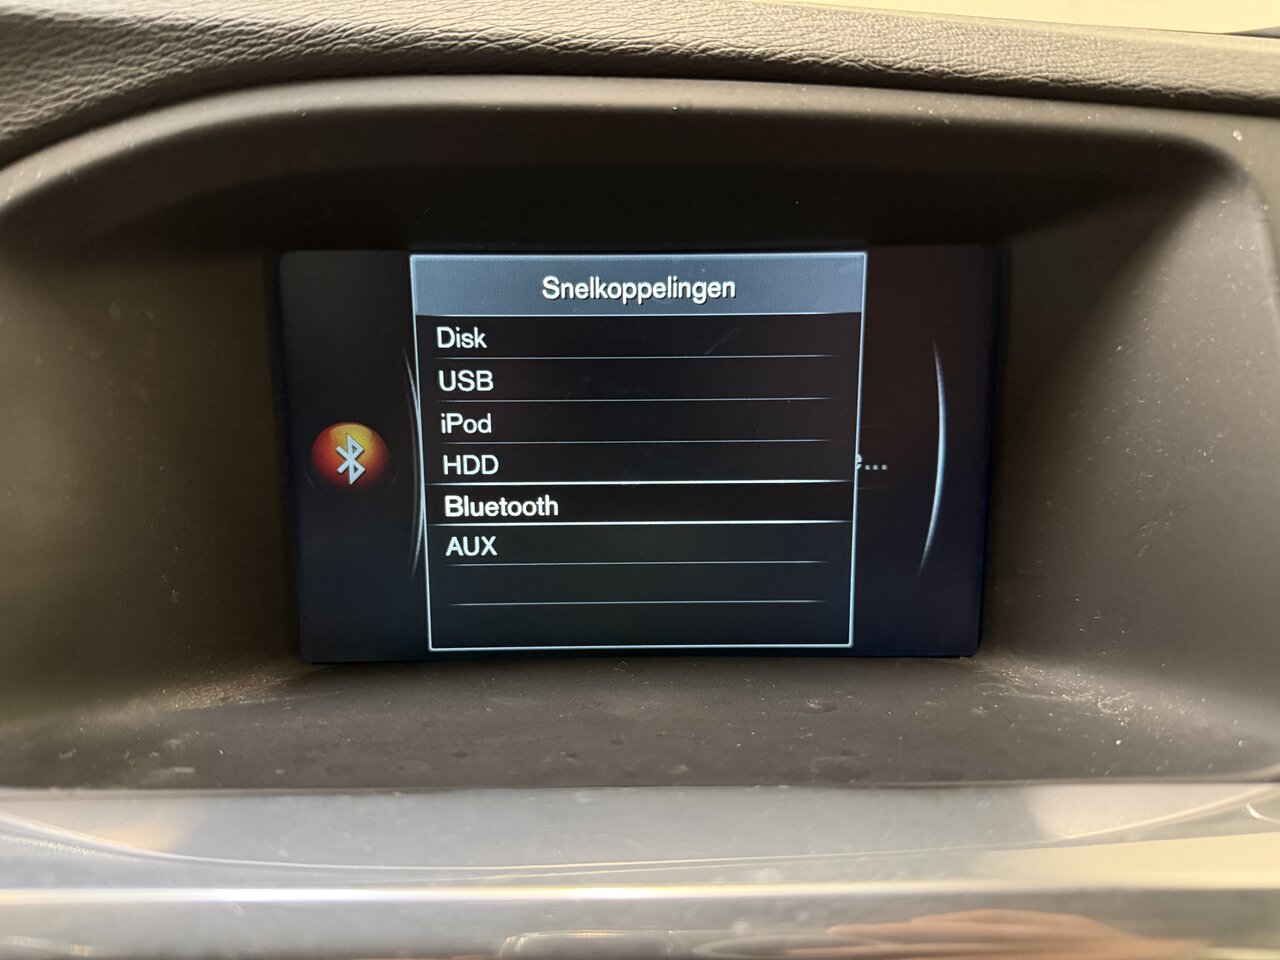 Snelkoppelingen
Disk
USB
iPod
HDD
Bluetooth
AUX